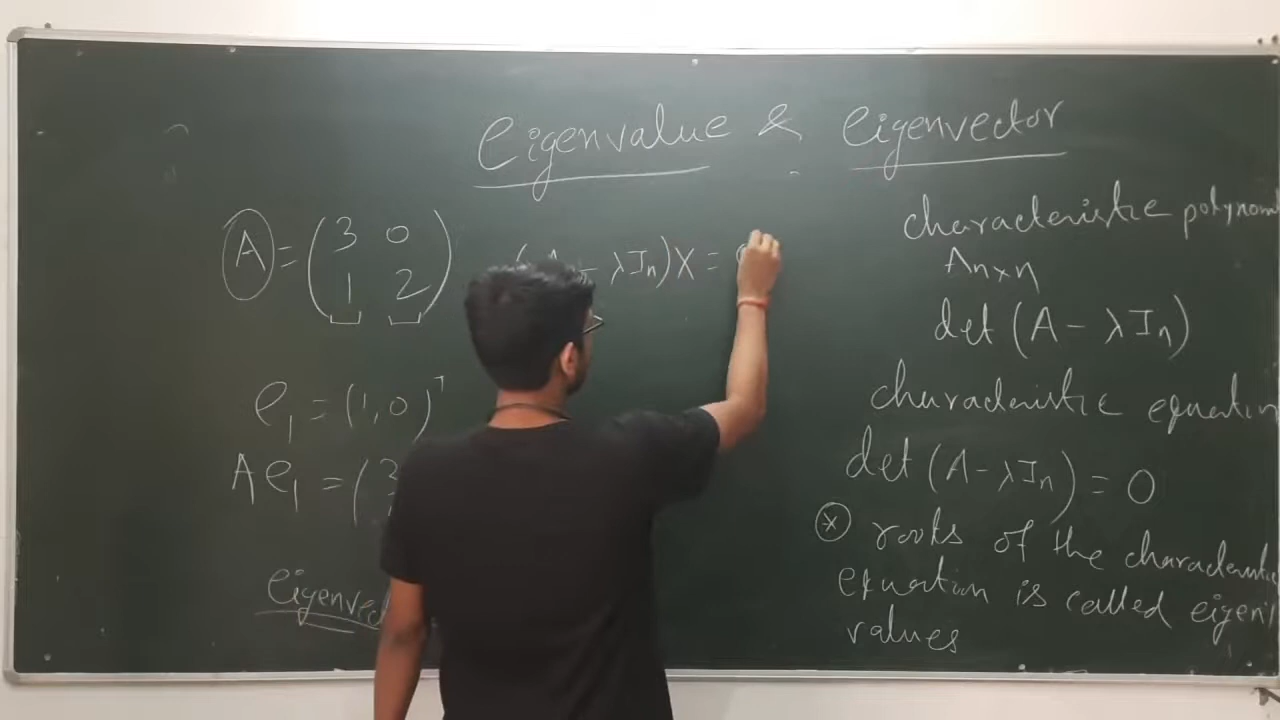 Eigenvalue & Eigenvector
A = (3 0
1 2)
(A - λIn)X = 0
e1 = (1, 0)ᵀ
Ae1 = (3
characteristic polynom
An×n
det (A - λIn)
characteristic equation
det (A - λIn) = 0
* roots of the characteristic
equation is called eigen
values